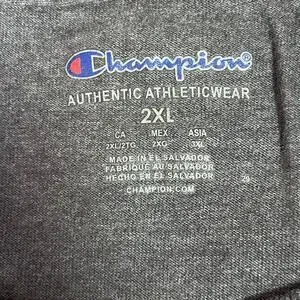 Champion
AUTHENTIC ATHLETICWEAR
2XL
CA MEX ASIA
2XL/2TG 2XG 3XL
MADE IN EL SALVADOR
FABRIQUÉ AU SALVADOR
HECHO EN EL SALVADOR
CHAMPION.COM